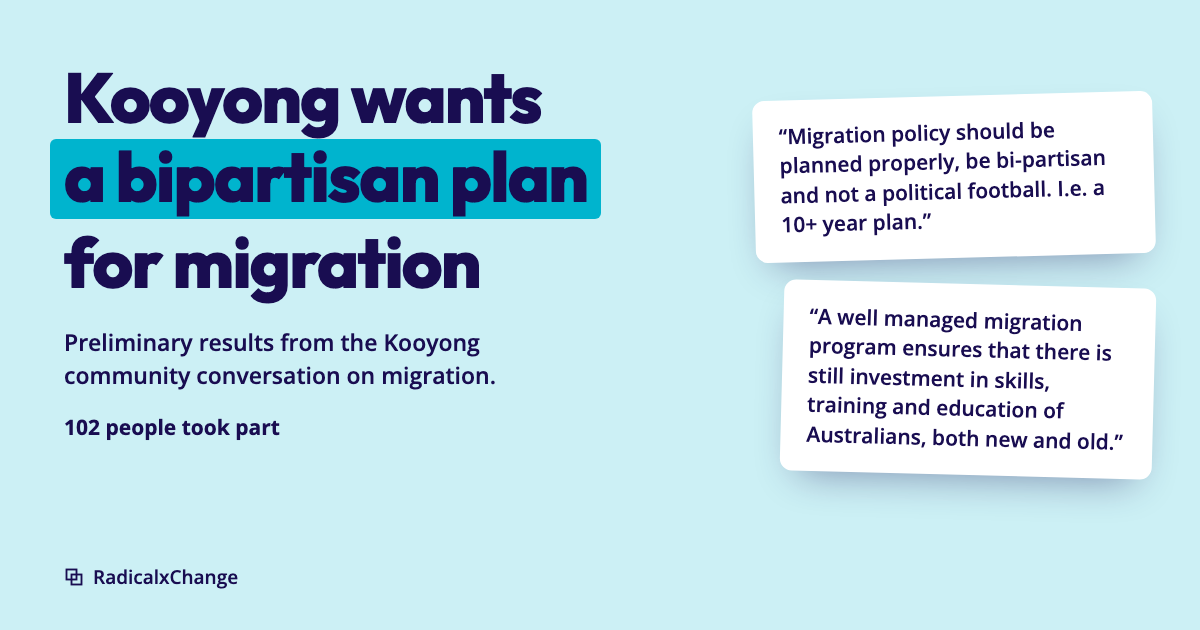 Kooyong wants
a bipartisan plan
for migration
Preliminary results from the Kooyong
community conversation on migration.
102 people took part
RadicalxChange
“Migration policy should be
planned properly, be bi-partisan
and not a political football. I.e. a
10+ year plan.”
“A well managed migration
program ensures that there is
still investment in skills,
training and education of
Australians, both new and old.”